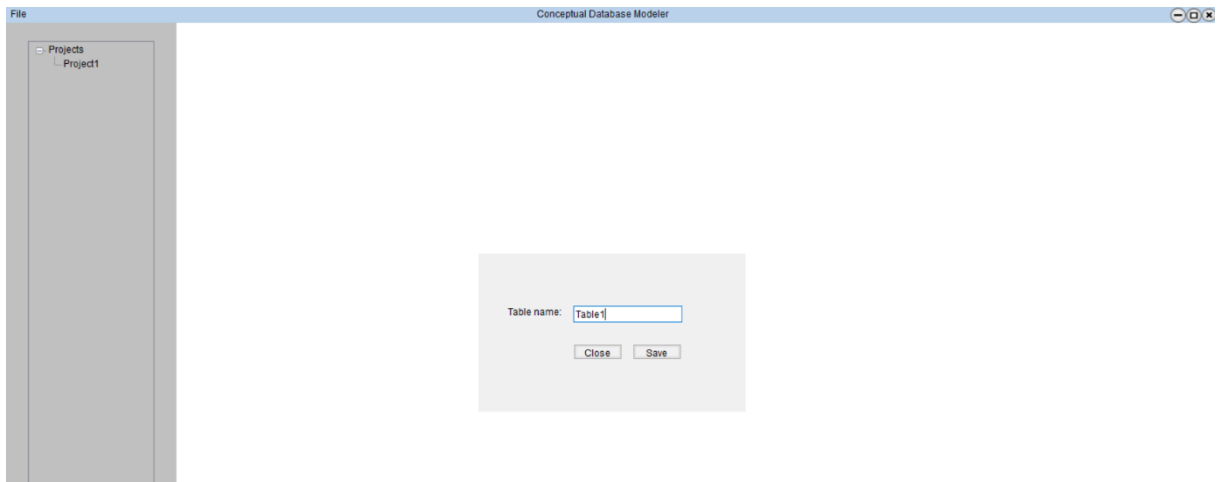 File
Conceptual Database Modeler
Projects
Project1
Table name:
Table1
Close
Save